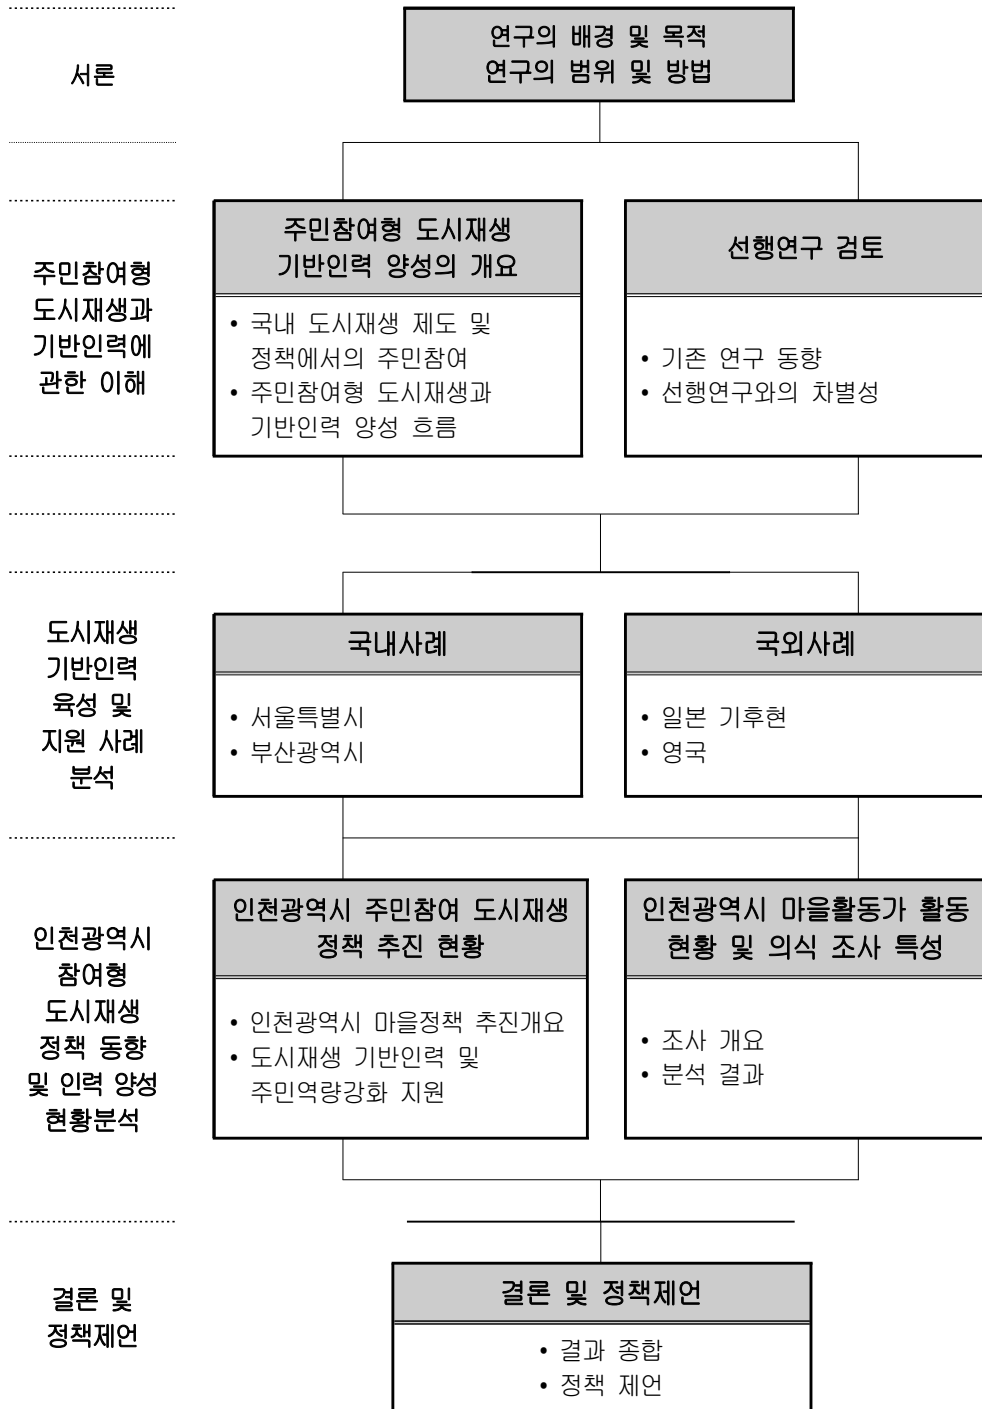 서론
연구의 배경 및 목적
연구의 범위 및 방법
주민참여형
도시재생과
기반인력에
관한 이해
주민참여형 도시재생
기반인력 양성의 개요
• 국내 도시재생 제도 및
정책에서의 주민참여
• 주민참여형 도시재생과
기반인력 양성 흐름
선행연구 검토
• 기존 연구 동향
• 선행연구와의 차별성
도시재생
기반인력
육성 및
지원 사례
분석
국내사례
• 서울특별시
• 부산광역시
국외사례
• 일본 기후현
• 영국
인천광역시
참여형
도시재생
정책 동향
및 인력 양성
현황분석
인천광역시 주민참여 도시재생
정책 추진 현황
• 인천광역시 마을정책 추진개요
• 도시재생 기반인력 및
주민역량강화 지원
인천광역시 마을활동가 활동
현황 및 의식 조사 특성
• 조사 개요
• 분석 결과
결론 및
정책제언
결론 및 정책제언
• 결과 종합
• 정책 제언